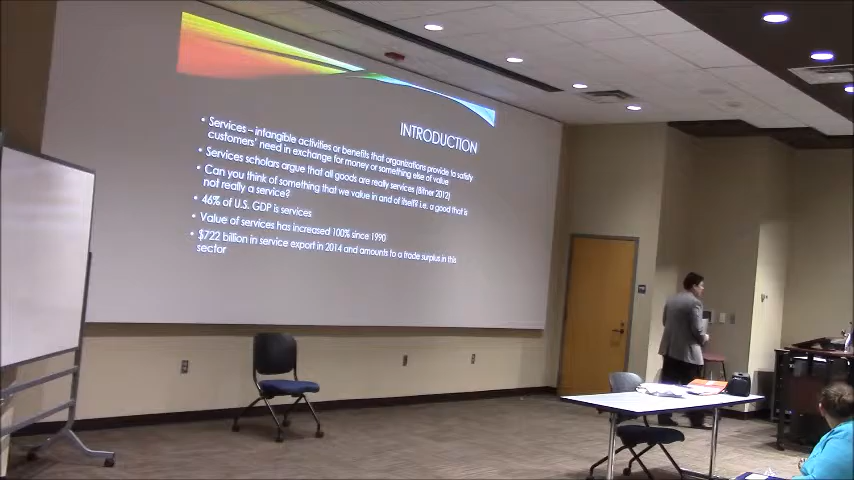 INTRODUCTION
• Services – intangible activities or benefits that organizations provide to satisfy
customers' need in exchange for money or something else of value
• Services scholars argue that all goods are really services (Bitner 2012)
• Can you think of something that we value in and of itself? i.e. a good that is
not really a service?
• 46% of U.S. GDP is services
• Value of services has increased 100% since 1990
• $722 billion in service export in 2014 and amounts to a trade surplus in this
sector